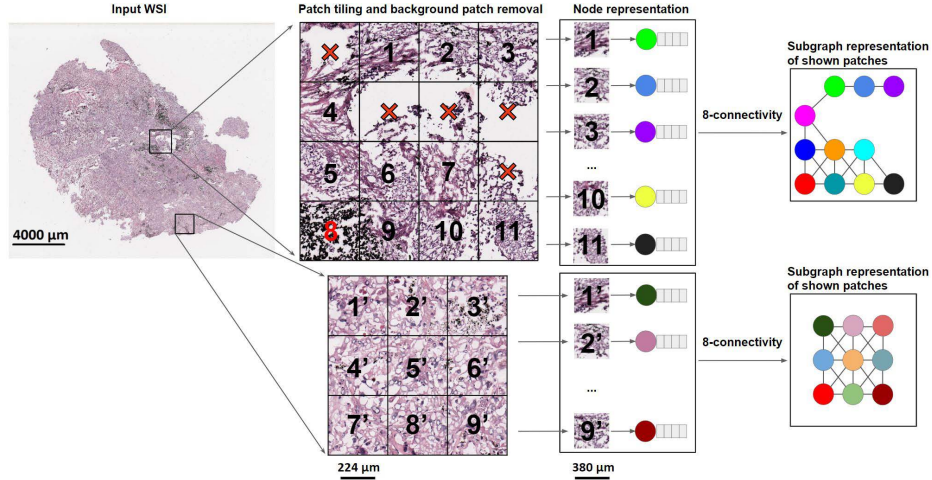 Input WSI
Patch tiling and background patch removal
Node representation
1 2 3
4
5 6 7
8 9 10 11
1
2
3
...
10
11
8-connectivity
Subgraph representation
of shown patches
4000 μm
1' 2' 3'
4' 5' 6'
7' 8' 9'
1'
2'
...
9'
8-connectivity
Subgraph representation
of shown patches
224 μm
380 μm